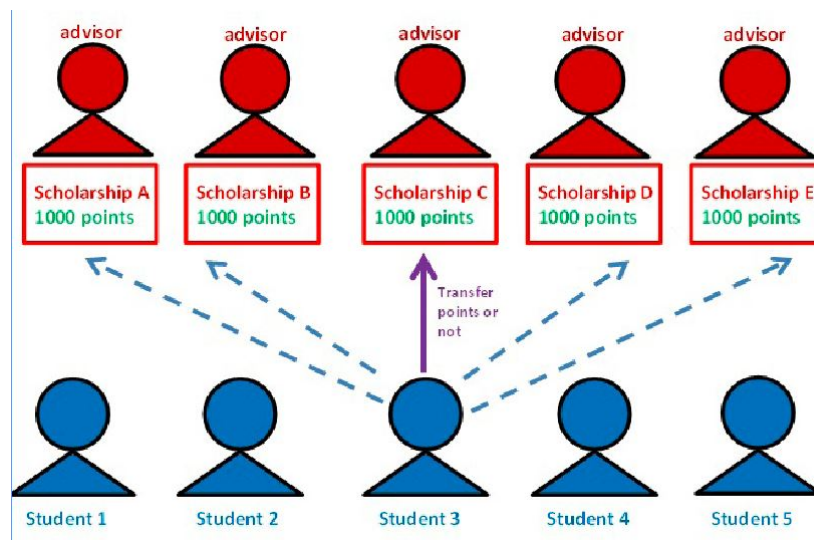 advisor
advisor
advisor
advisor
advisor
Scholarship A
1000 points
Scholarship B
1000 points
Scholarship C
1000 points
Scholarship D
1000 points
Scholarship E
1000 points
Transfer
points or
not
Student 1
Student 2
Student 3
Student 4
Student 5